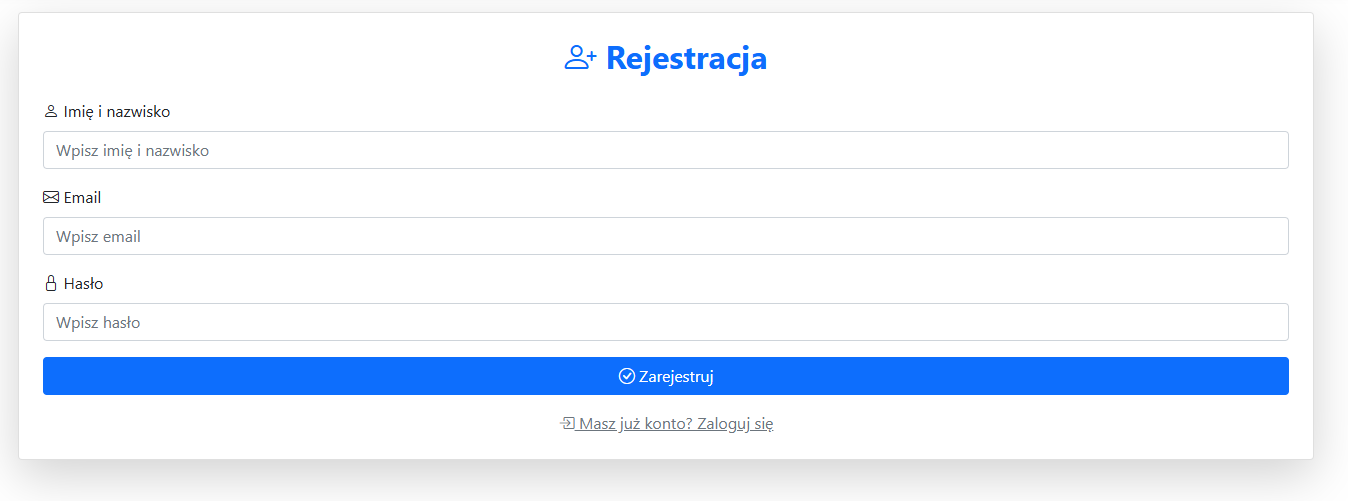 Rejestracja
Imię i nazwisko
Wpisz imię i nazwisko
Email
Wpisz email
Hasło
Wpisz hasło
Zarejestruj
Masz już konto? Zaloguj się